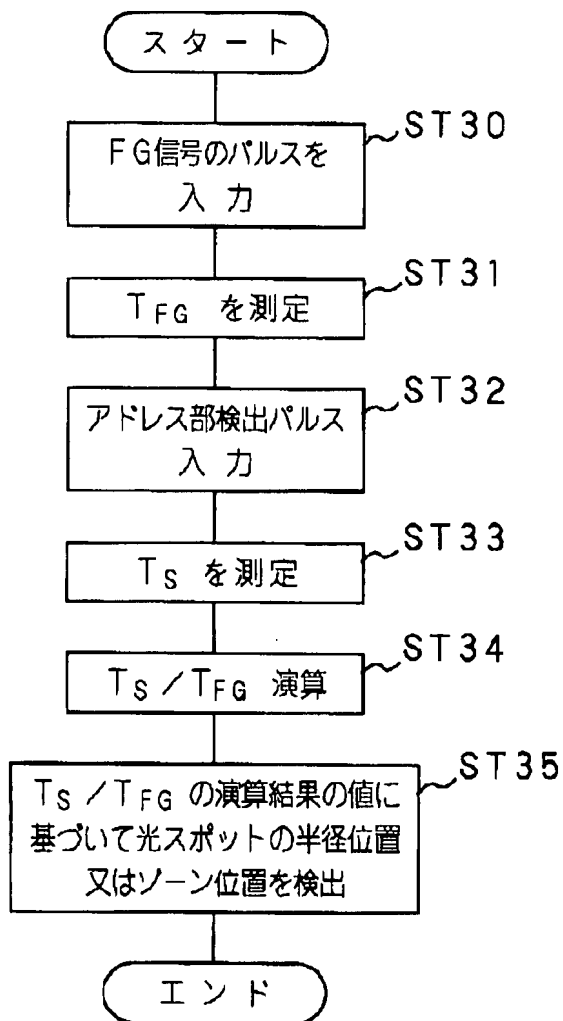 スタート
ST30
FG信号のパルスを
入力
ST31
TFG を測定
ST32
アドレス部検出パルス
入力
ST33
TS を測定
ST34
TS/TFG 演算
ST35
TS/TFG の演算結果の値に
基づいて光スポットの半径位置
又はゾーン位置を検出
エンド